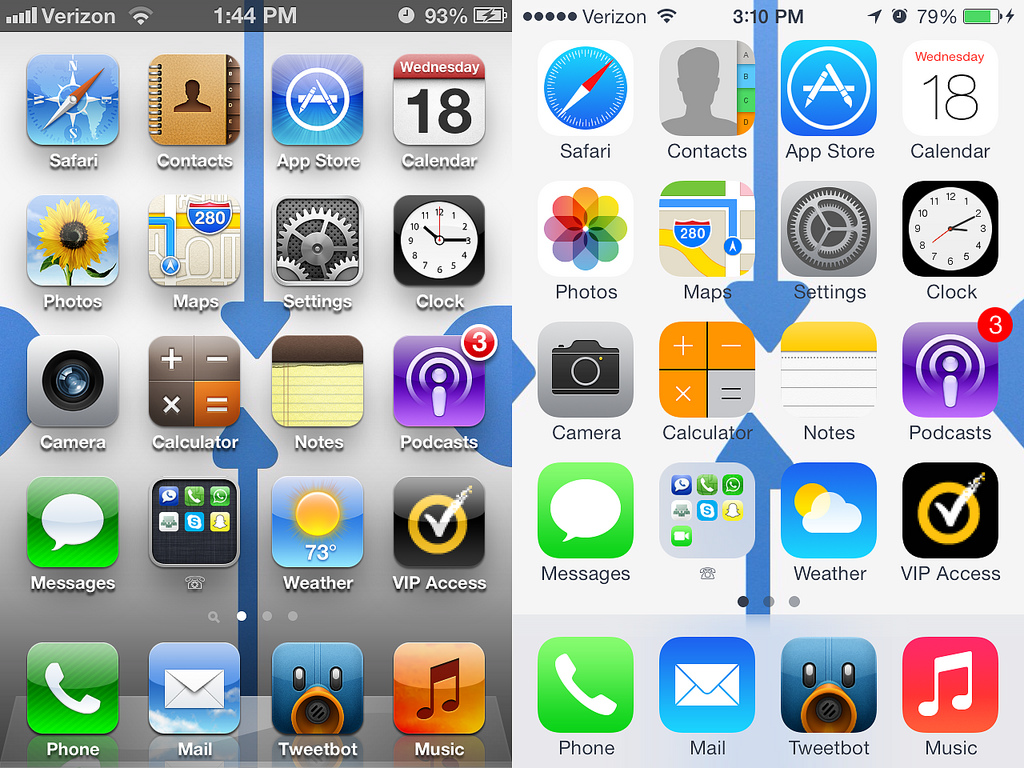 Verizon 1:44 PM 93%
Safari Contacts App Store Wednesday 18 Calendar
280
Photos Maps Settings Clock
3
Camera Calculator Notes Podcasts
73°
Messages ☏ Weather VIP Access
Phone Mail Tweetbot Music
Verizon 3:10 PM 79%
A B C D
Safari Contacts App Store Wednesday 18 Calendar
280
Photos Maps Settings Clock
3
Camera Calculator Notes Podcasts
Messages ☏ Weather VIP Access
Phone Mail Tweetbot Music